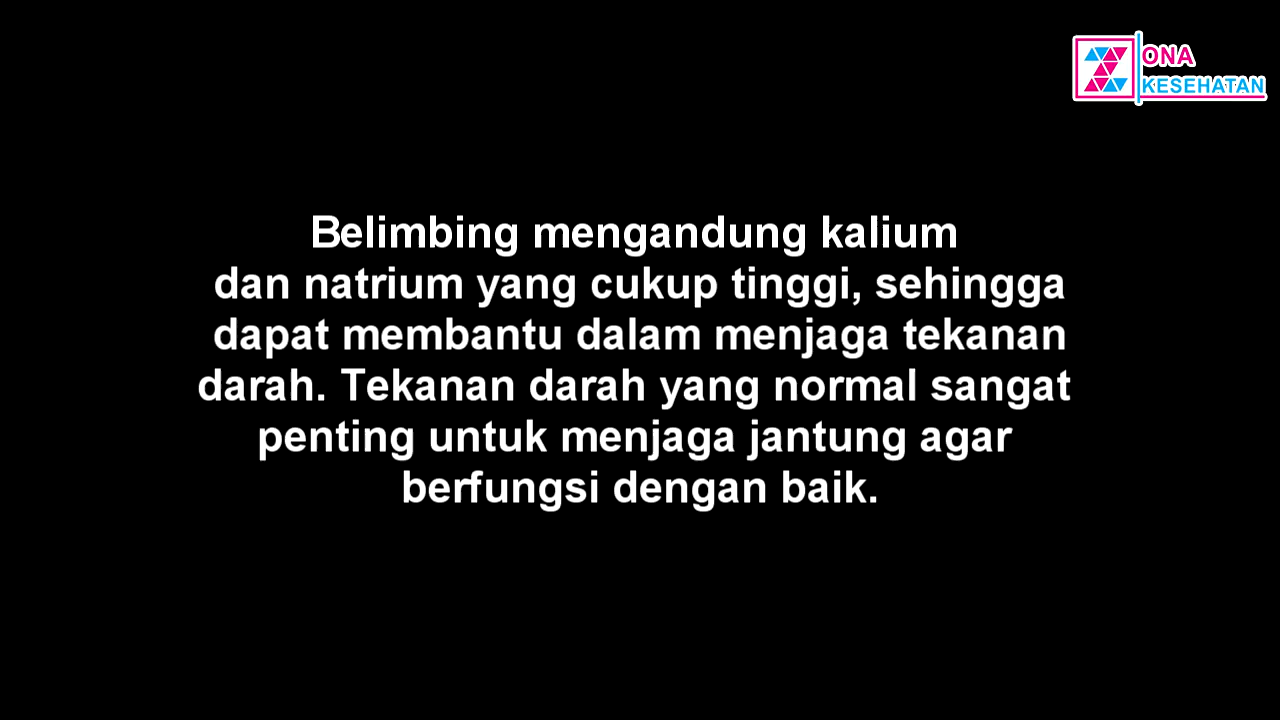 ZONA
KESEHATAN
Belimbing mengandung kalium
dan natrium yang cukup tinggi, sehingga
dapat membantu dalam menjaga tekanan
darah. Tekanan darah yang normal sangat
penting untuk menjaga jantung agar
berfungsi dengan baik.